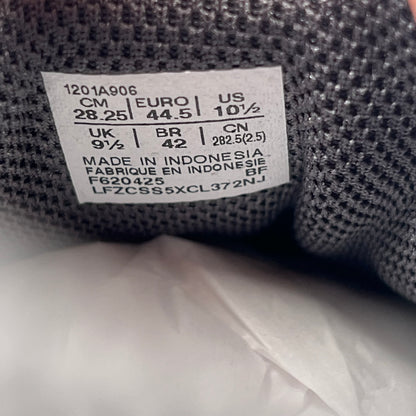 1201A906
CM EURO US
28.25 44.5 10½
UK BR CN
9½ 42 282.5(2.5)
MADE IN INDONESIA
FABRIQUE EN INDONESIE
F620425 BF
LFZCSS5XCL372NJ